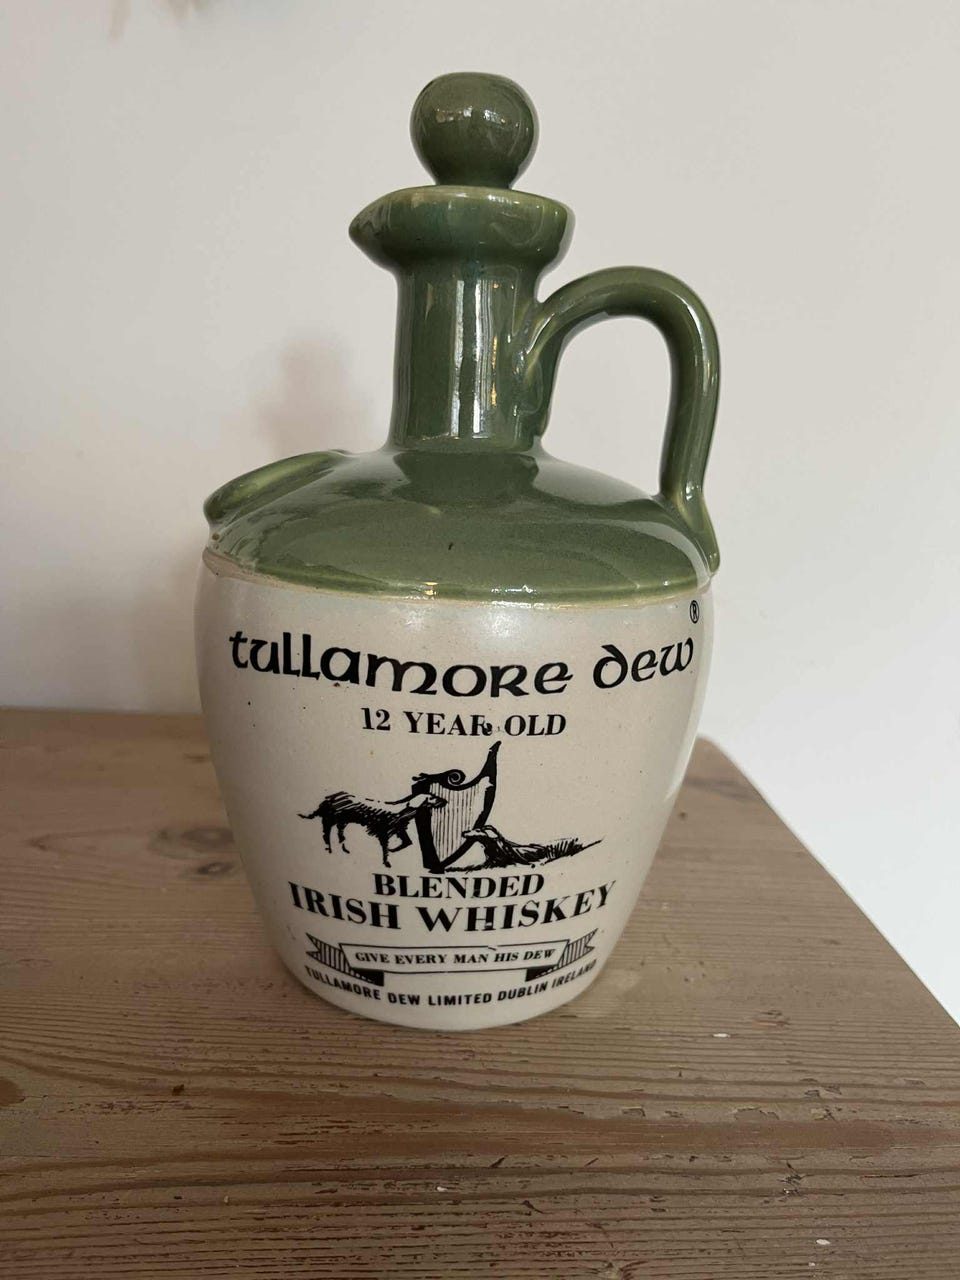 tullamore dew®
12 YEAR OLD
BLENDED
IRISH WHISKEY
GIVE EVERY MAN HIS DEW
TULLAMORE DEW LIMITED DUBLIN IRELAND